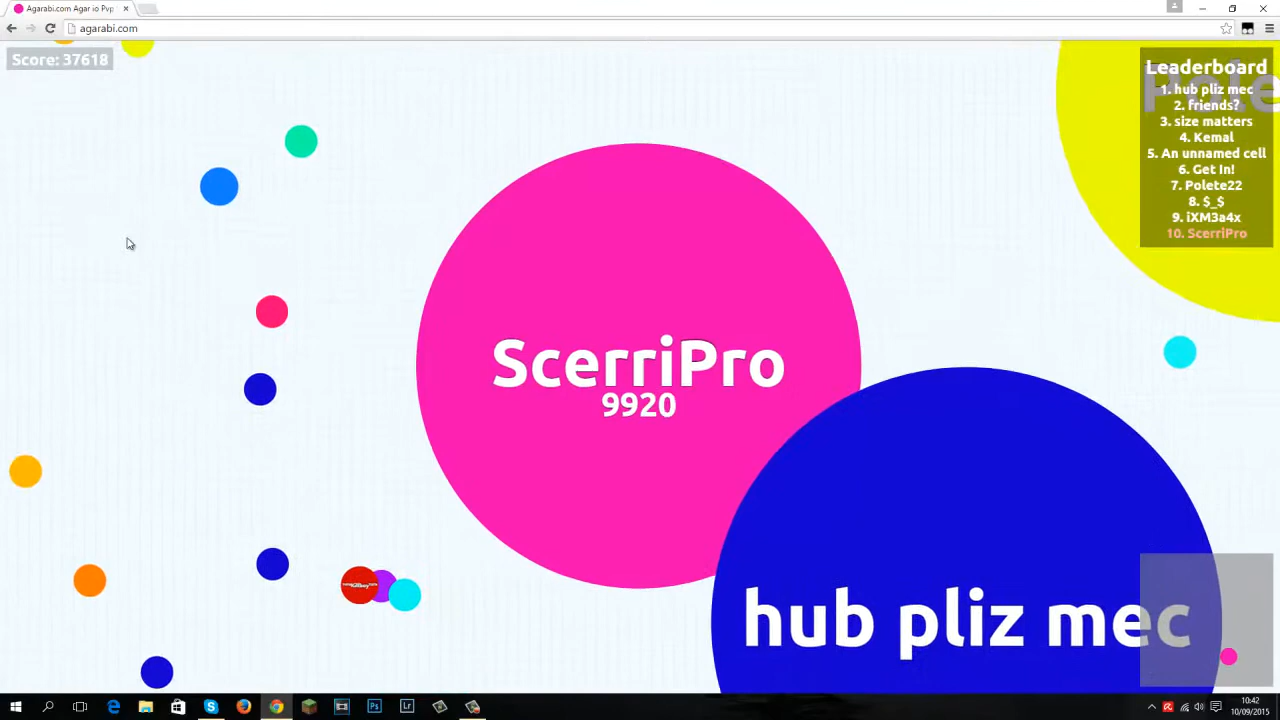 Agarabi.com Agar io Pvp
agarabi.com
Score: 37618
Leaderboard
1. hub pliz mec
2. friends?
3. size matters
4. Kemal
5. An unnamed cell
6. Get In!
7. Polete22
8. $_$
9. iXM3a4x
10. ScerriPro
ScerriPro
9920
hub pliz mec
10:42
10/09/2015